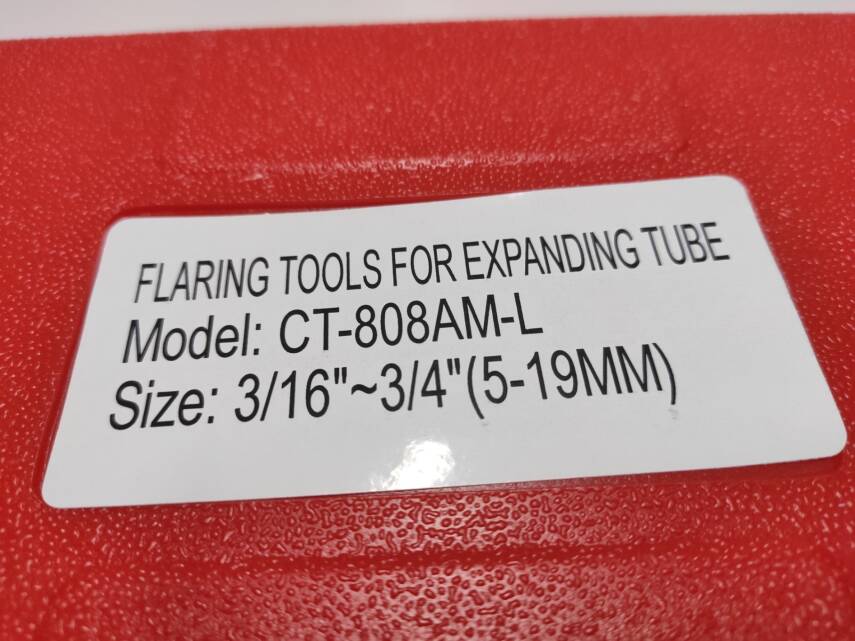 FLARING TOOLS FOR EXPANDING TUBE
Model: CT-808AM-L
Size: 3/16"~3/4"(5-19MM)